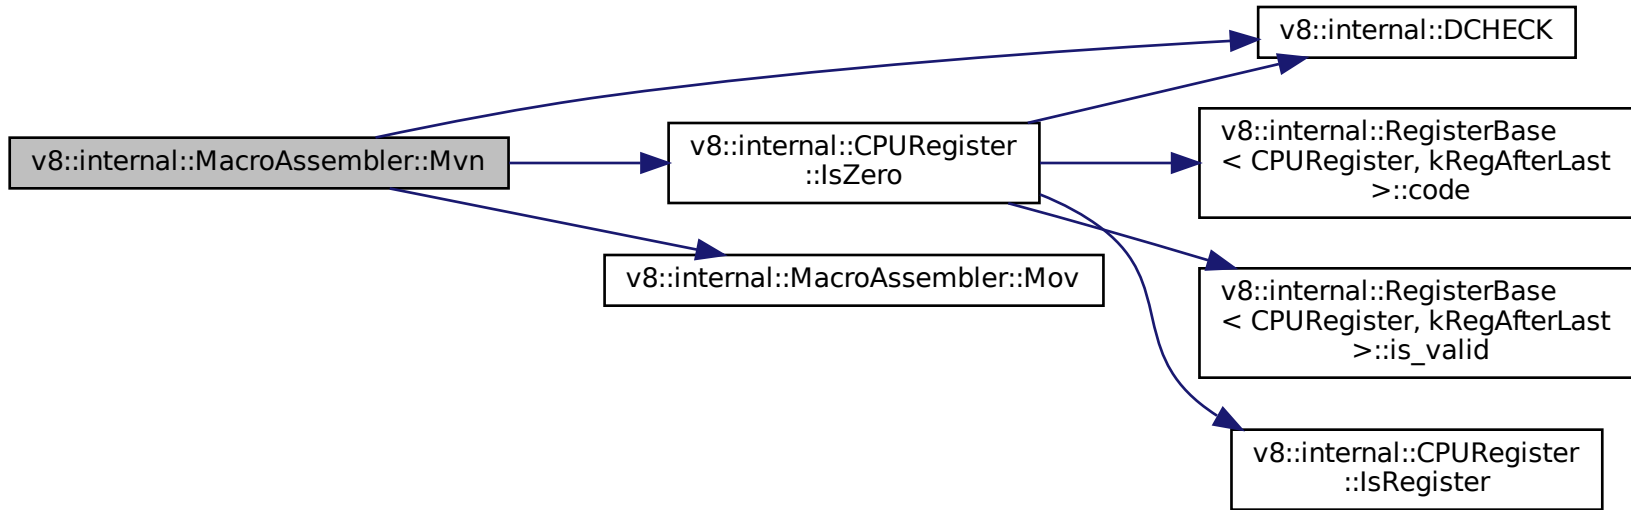 v8::internal::DCHECK
v8::internal::RegisterBase
< CPURegister, kRegAfterLast
>::code
v8::internal::CPURegister
::IsZero
v8::internal::MacroAssembler::Mvn
v8::internal::MacroAssembler::Mov
v8::internal::RegisterBase
< CPURegister, kRegAfterLast
>::is_valid
v8::internal::CPURegister
::IsRegister